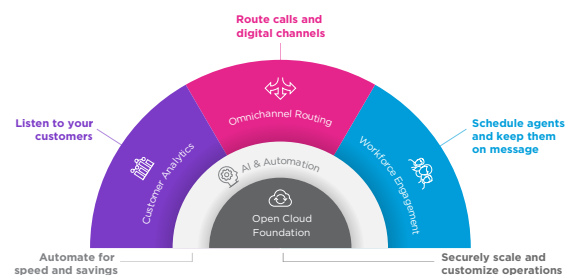 Route calls and
digital channels
Listen to your
customers
Omnichannel Routing
Schedule agents
and keep them
on message
Customer Analytics
Workforce Engagement
AI & Automation
Open Cloud
Foundation
Automate for
speed and savings
Securely scale and
customize operations